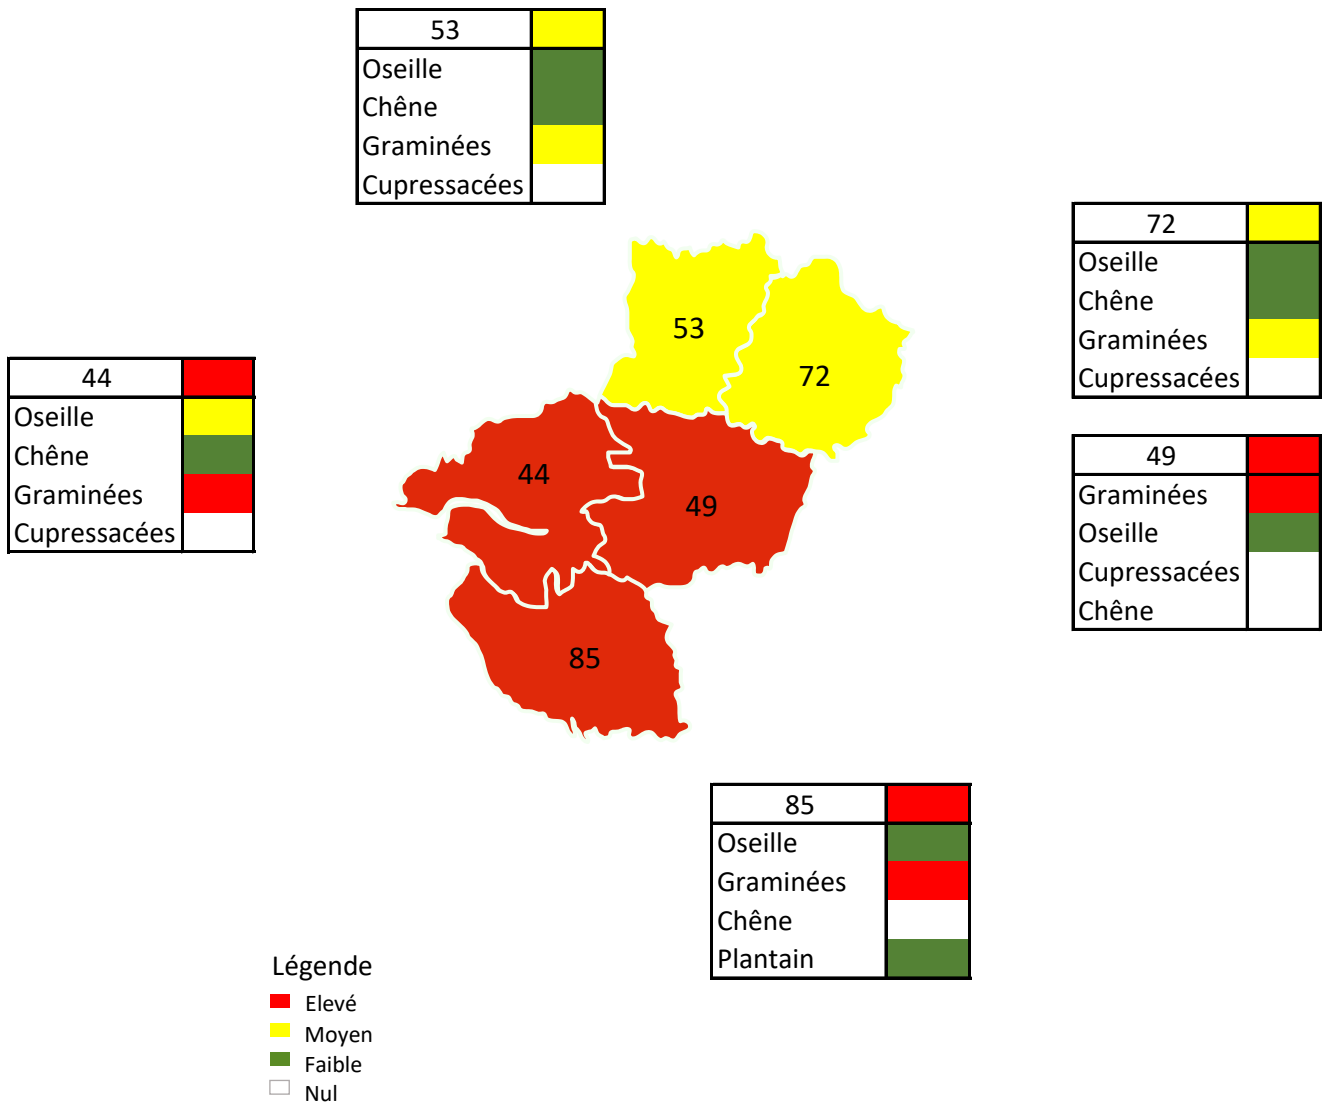 53
Oseille
Chêne
Graminées
Cupressacées
72
Oseille
Chêne
Graminées
Cupressacées
44
Oseille
Chêne
Graminées
Cupressacées
49
Graminées
Oseille
Cupressacées
Chêne
53
72
44
49
85
85
Oseille
Graminées
Chêne
Plantain
Légende
Elevé
Moyen
Faible
Nul